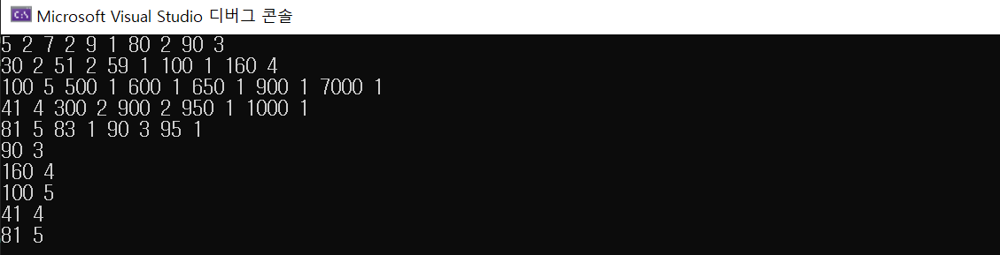 Microsoft Visual Studio 디버그 콘솔
5 2 7 2 9 1 80 2 90 3
30 2 51 2 59 1 100 1 160 4
100 5 500 1 600 1 650 1 900 1 7000 1
41 4 300 2 900 2 950 1 1000 1
81 5 83 1 90 3 95 1
90 3
160 4
100 5
41 4
81 5